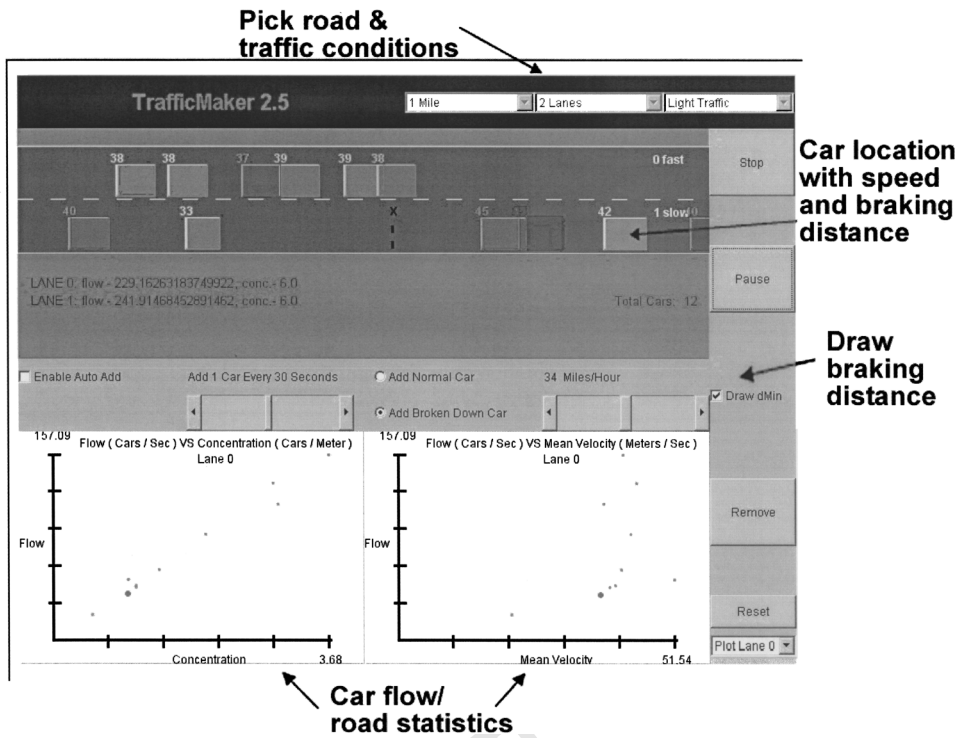 Pick road &
traffic conditions
TrafficMaker 2.5
1 Mile
2 Lanes
Light Traffic
38 38 37 39 39 38
0 fast
Stop
40 33 X 45 42 1 slow
Car location
with speed
and braking
distance
LANE 0: flow - 229.16263183749922, conc.- 6.0
LANE 1: flow - 241.91468452891462, conc.- 6.0
Total Cars: 12
Pause
Enable Auto Add
Add 1 Car Every 30 Seconds
Add Normal Car
34 Miles/Hour
Add Broken Down Car
Draw dMin
Draw
braking
distance
157.09
Flow ( Cars / Sec ) VS Concentration ( Cars / Meter )
Lane 0
Flow
Concentration
3.68
157.09
Flow ( Cars / Sec ) VS Mean Velocity ( Meters / Sec )
Lane 0
Flow
Mean Velocity
51.54
Remove
Reset
Plot Lane 0
Car flow/
road statistics